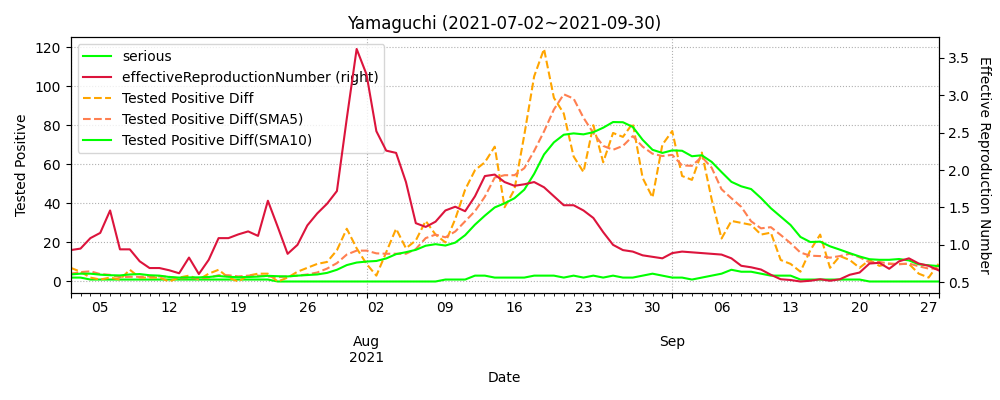 Yamaguchi (2021-07-02~2021-09-30)
serious
effectiveReproductionNumber (right)
Tested Positive Diff
Tested Positive Diff(SMA5)
Tested Positive Diff(SMA10)
Tested Positive
120
100
80
60
40
20
0
3.5
3.0
2.5
2.0
1.5
1.0
0.5
Effective Reproduction Number
05 12 19 26 02 09 16 23 30 06 13 20 27
Aug Sep
2021
Date